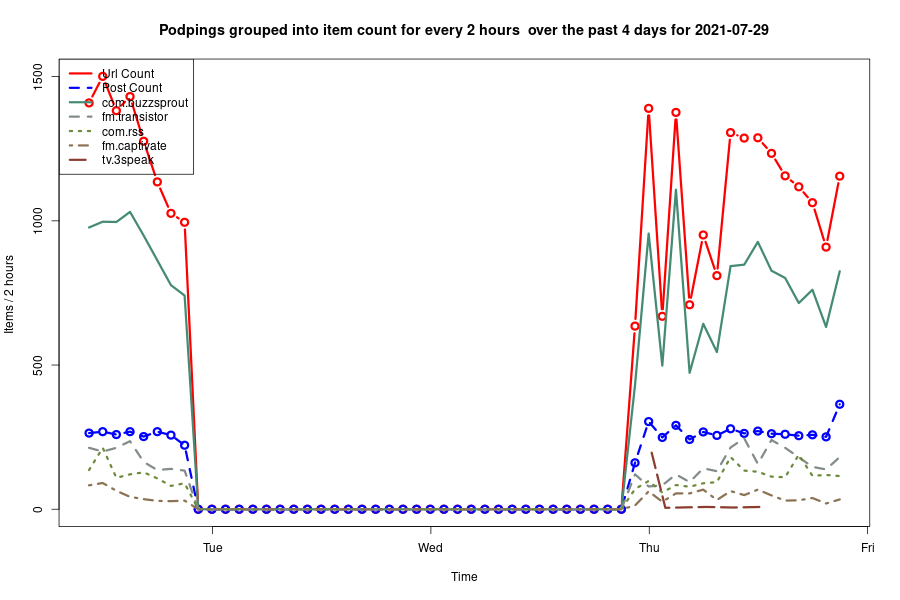 Podpings grouped into item count for every 2 hours  over the past 4 days for 2021-07-29
Url Count
Post Count
com.buzzsprout
fm.transistor
com.rss
fm.captivate
tv.3speak
1500
1000
500
0
Items / 2 hours
Tue
Wed
Thu
Fri
Time